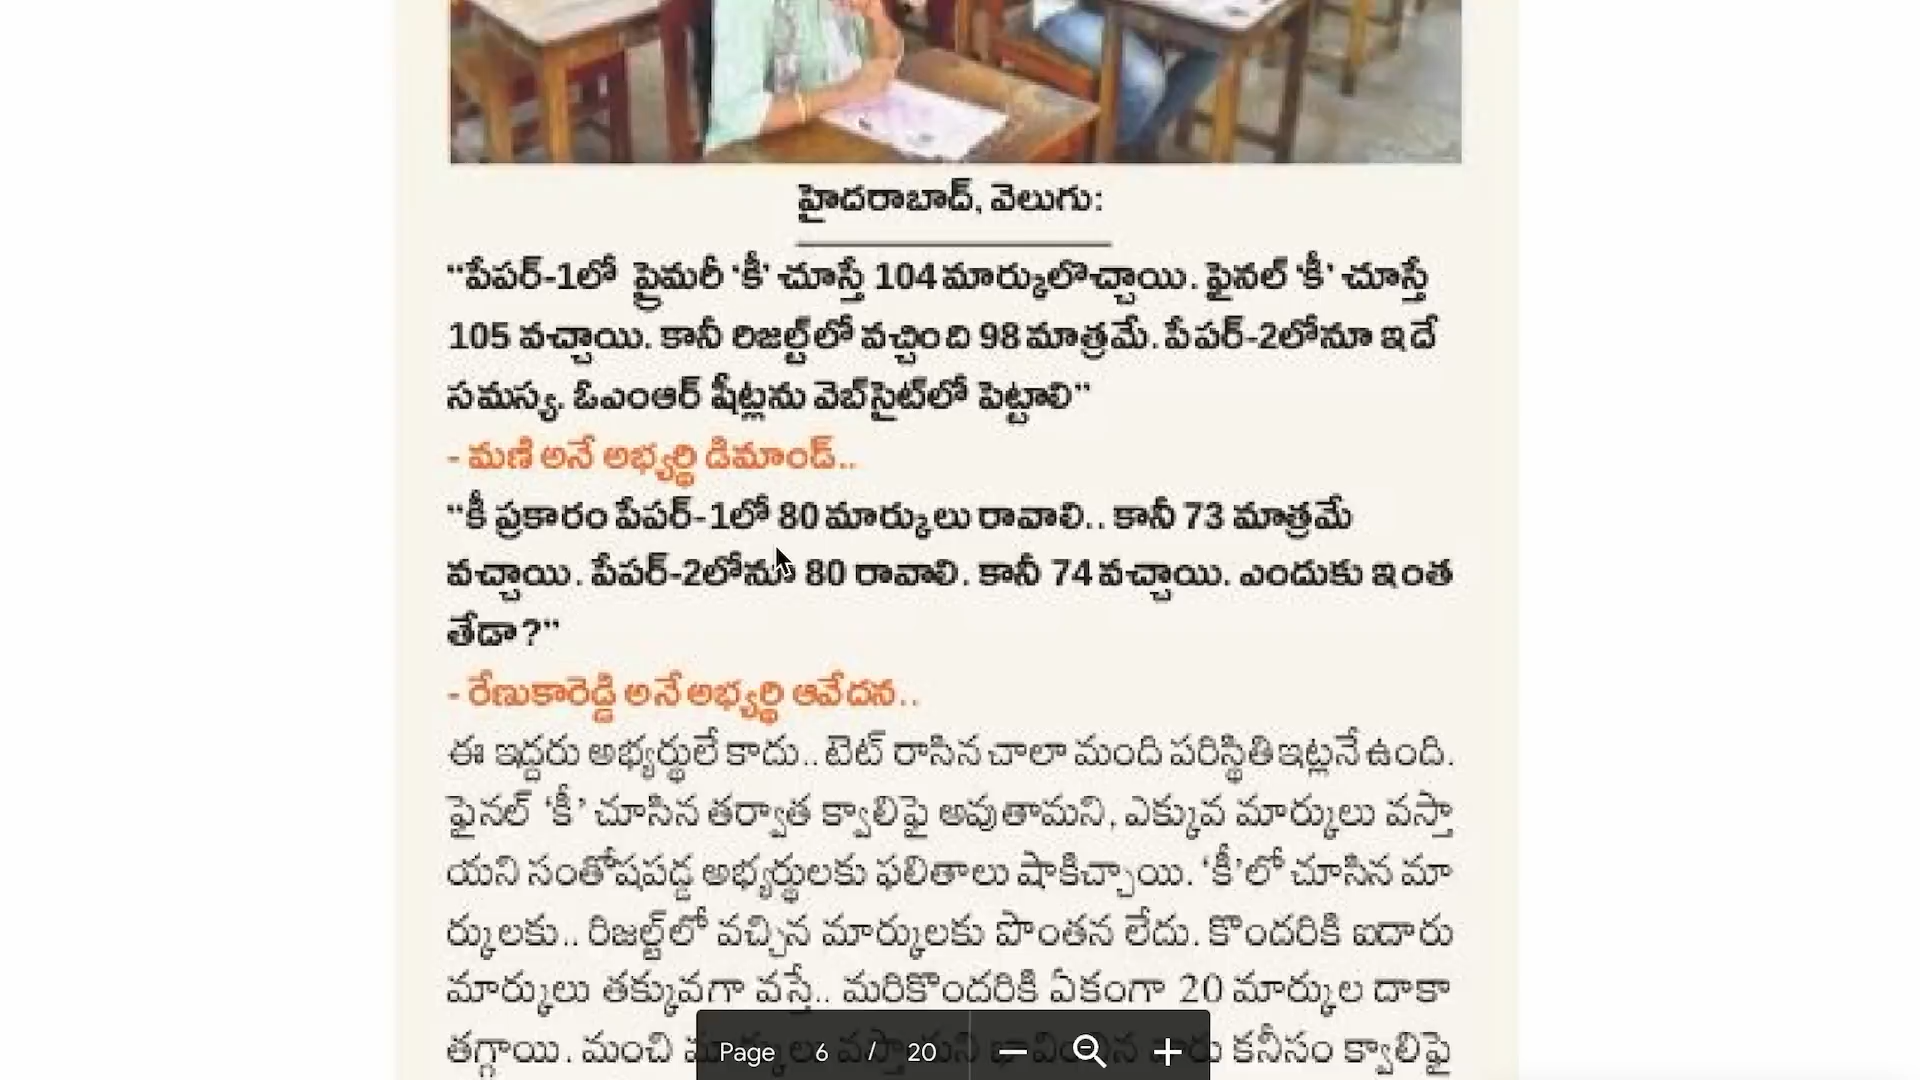 హైదరాబాద్, వెలుగు:
"పేపర్-1లో ప్రైమరీ 'కీ' చూస్తే 104 మార్కులొచ్చాయి. ఫైనల్ 'కీ' చూస్తే
105 వచ్చాయి. కానీ రిజల్ట్‌లో వచ్చింది 98 మాత్రమే. పేపర్-2లోనూ ఇదే
సమస్య. ఓఎంఆర్ షీట్లను వెబ్‌సైట్‌లో పెట్టాలి"
- మణి అనే అభ్యర్థి డిమాండ్..
"కీ ప్రకారం పేపర్-1లో 80 మార్కులు రావాలి.. కానీ 73 మాత్రమే
వచ్చాయి. పేపర్-2లోనూ 80 రావాలి. కానీ 74 వచ్చాయి. ఎందుకు ఇంత
తేడా?"
- రేణుకారెడ్డి అనే అభ్యర్థి ఆవేదన..
ఈ ఇద్దరు అభ్యర్థులే కాదు.. టెట్ రాసిన చాలా మంది పరిస్థితి ఇట్లనే ఉంది.
ఫైనల్ 'కీ' చూసిన తర్వాత క్వాలిఫై అవుతామని, ఎక్కువ మార్కులు వస్తా
యని సంతోషపడ్డ అభ్యర్థులకు ఫలితాలు షాకిచ్చాయి. 'కీ'లో చూసిన మా
ర్కులకు.. రిజల్ట్‌లో వచ్చిన మార్కులకు పొంతన లేదు. కొందరికి ఐదారు
మార్కులు తక్కువగా వస్తే.. మరికొందరికి ఏకంగా 20 మార్కుల దాకా
తగ్గాయి. మంచి కనీసం క్వాలిఫై
Page 6 / 20